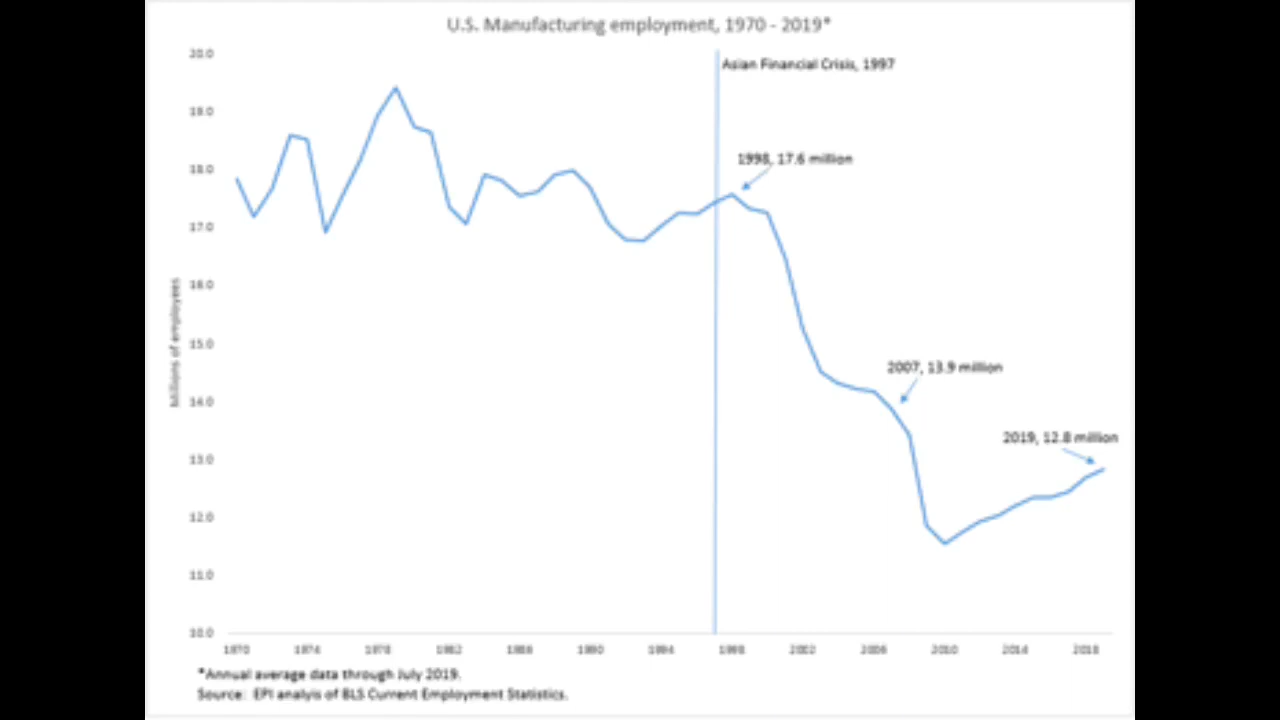 U.S. Manufacturing employment, 1970 - 2019*
20.0
Asian Financial Crisis, 1997
19.0
1998, 17.6 million
18.0
17.0
16.0
Millions of employees
15.0
2007, 13.9 million
14.0
2019, 12.8 million
13.0
12.0
11.0
10.0
1970 1974 1978 1982 1986 1990 1994 1998 2002 2006 2010 2014 2018
*Annual average data through July 2019.
Source: EPI analyis of BLS Current Employment Statistics.